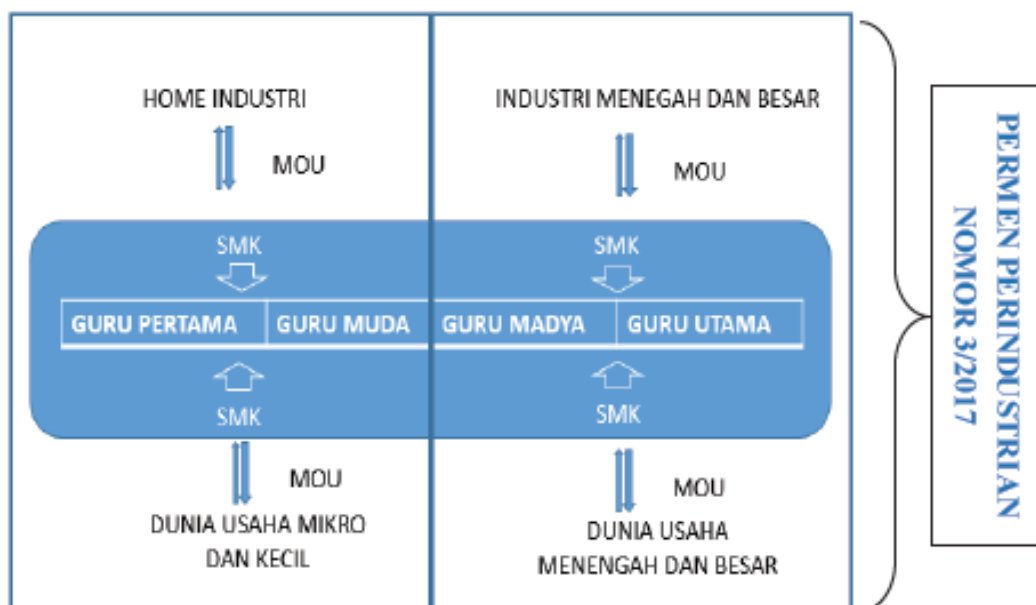 HOME INDUSTRI
INDUSTRI MENEGAH DAN BESAR
MOU
MOU
SMK
SMK
GURU PERTAMA
GURU MUDA
GURU MADYA
GURU UTAMA
SMK
SMK
MOU
MOU
DUNIA USAHA MIKRO
DAN KECIL
DUNIA USAHA
MENENGAH DAN BESAR
PERMEN PERINDUSTRIAN
NOMOR 3/2017